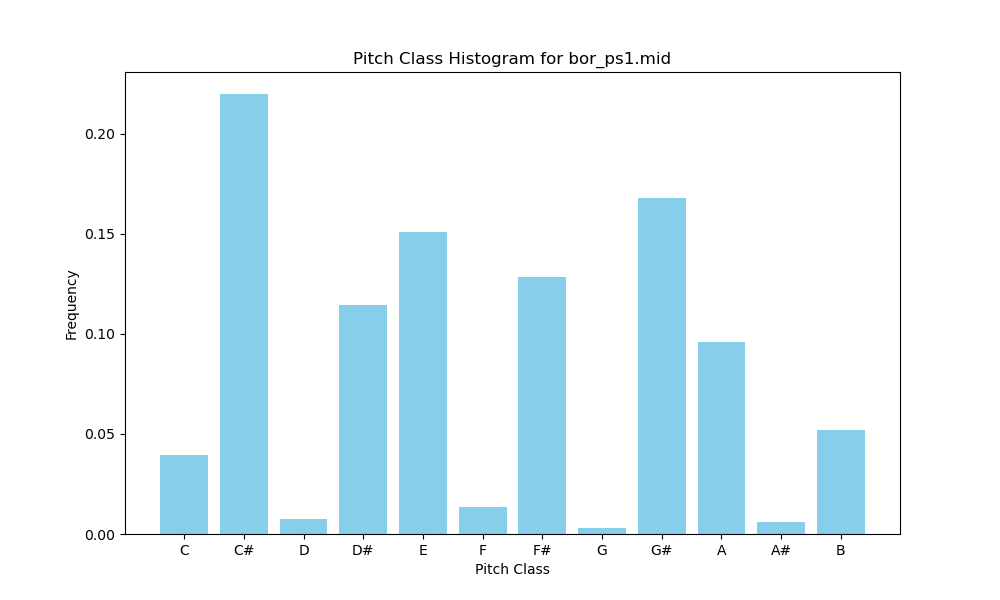 Pitch Class Histogram for bor_ps1.mid
0.20
0.15
0.10
0.05
0.00
Frequency
C C# D D# E F F# G G# A A# B
Pitch Class